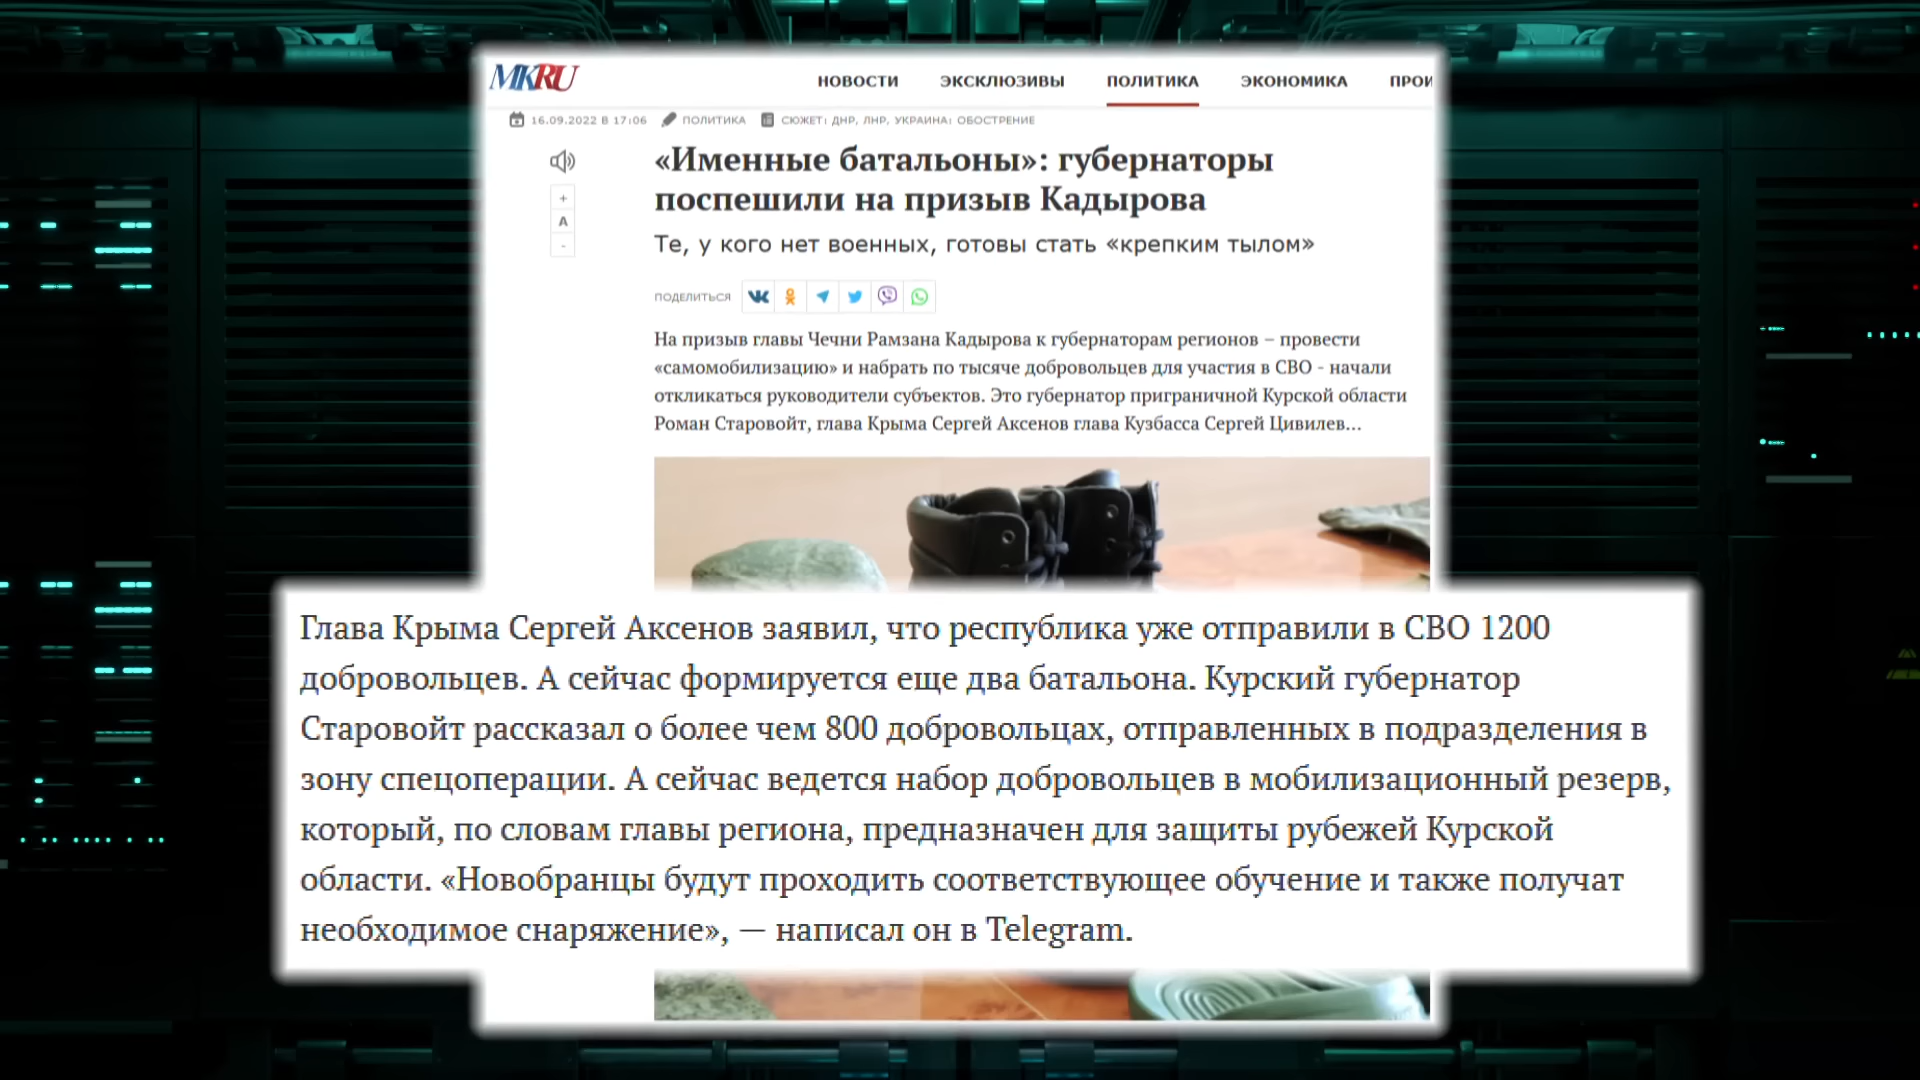 MKRU
НОВОСТИ ЭКСКЛЮЗИВЫ ПОЛИТИКА ЭКОНОМИКА ПРОИ
16.09.2022 В 17:06 ПОЛИТИКА СЮЖЕТ: ДНР, ЛНР, УКРАИНА: ОБОСТРЕНИЕ
«Именные батальоны»: губернаторы
поспешили на призыв Кадырова
+
A
-
Те, у кого нет военных, готовы стать «крепким тылом»
ПОДЕЛИТЬСЯ
На призыв главы Чечни Рамзана Кадырова к губернаторам регионов – провести
«самомобилизацию» и набрать по тысяче добровольцев для участия в СВО - начали
откликаться руководители субъектов. Это губернатор приграничной Курской области
Роман Старовойт, глава Крыма Сергей Аксенов глава Кузбасса Сергей Цивилев...
Глава Крыма Сергей Аксенов заявил, что республика уже отправили в СВО 1200
добровольцев. А сейчас формируется еще два батальона. Курский губернатор
Старовойт рассказал о более чем 800 добровольцах, отправленных в подразделения в
зону спецоперации. А сейчас ведется набор добровольцев в мобилизационный резерв,
который, по словам главы региона, предназначен для защиты рубежей Курской
области. «Новобранцы будут проходить соответствующее обучение и также получат
необходимое снаряжение», — написал он в Telegram.